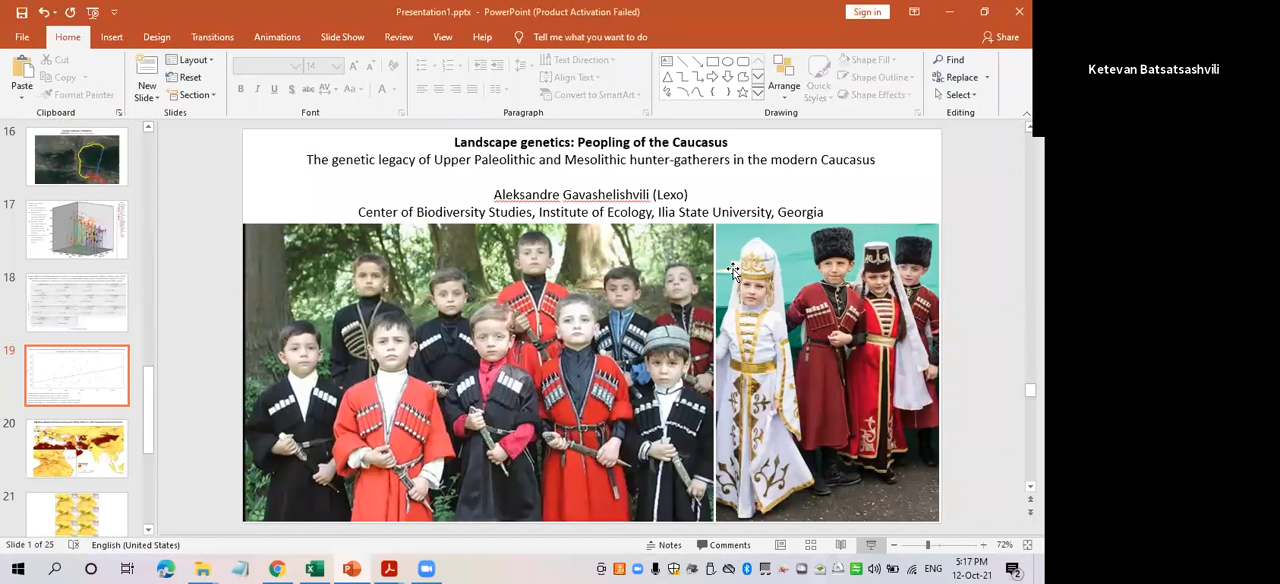 Presentation1.pptx - PowerPoint (Product Activation Failed)
Sign in
File Home Insert Design Transitions Animations Slide Show Review View Help Tell me what you want to do
Share
Paste
Cut
Copy
Format Painter
Clipboard
New
Slide
Layout
Reset
Section
Slides
14
B I U S abc AV Aa A
Font
Text Direction
Align Text
Convert to SmartArt
Paragraph
Arrange
Quick
Styles
Shape Fill
Shape Outline
Shape Effects
Drawing
Find
Replace
Select
Editing
Ketevan Batsatsashvili
16
17
18
19
20
21
Landscape genetics: Peopling of the Caucasus
The genetic legacy of Upper Paleolithic and Mesolithic hunter-gatherers in the modern Caucasus
Aleksandre Gavashelishvili (Lexo)
Center of Biodiversity Studies, Institute of Ecology, Ilia State University, Georgia
Slide 1 of 25
English (United States)
Notes
Comments
72%
ENG
5:17 PM
12-Oct-21
2